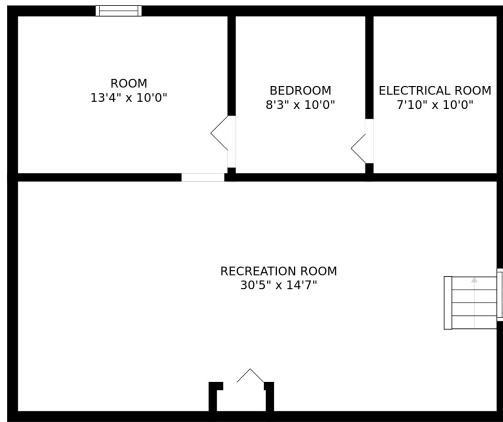 ROOM
13'4" x 10'0"
BEDROOM
8'3" x 10'0"
ELECTRICAL ROOM
7'10" x 10'0"
RECREATION ROOM
30'5" x 14'7"